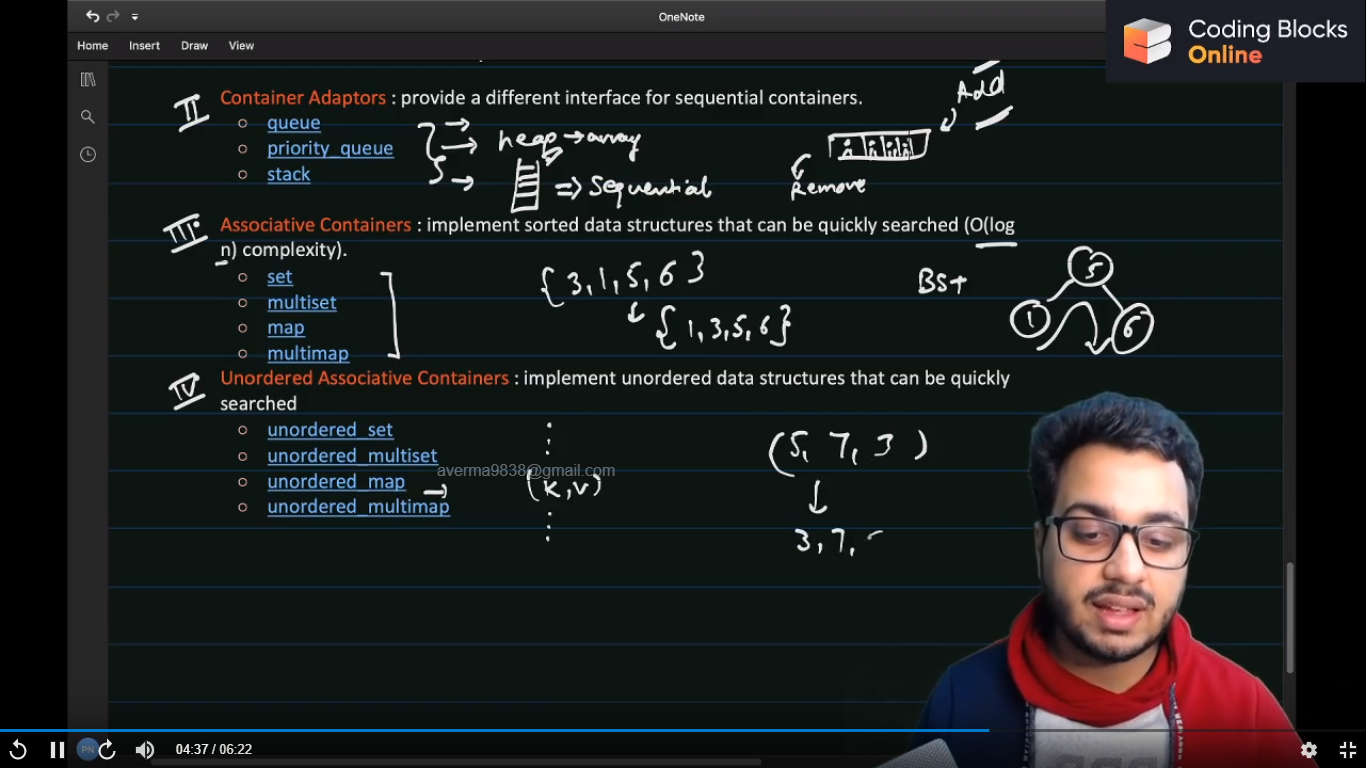 OneNote
Home Insert Draw View
Coding Blocks
Online
II Container Adaptors : provide a different interface for sequential containers.
Add
queue
heap → array
priority_queue
stack
=> Sequential
Remove
III. Associative Containers : implement sorted data structures that can be quickly searched (O(log
n) complexity).
set
{3,1,5,6}
BST
5
multiset
1
6
map
{1,3,5,6}
multimap
IV Unordered Associative Containers : implement unordered data structures that can be quickly
searched
unordered_set
(5, 7, 3)
unordered_multiset
averma9838@gmail.com
unordered_map
(K,V)
unordered_multimap
3,7,
PN
04:37 / 06:22